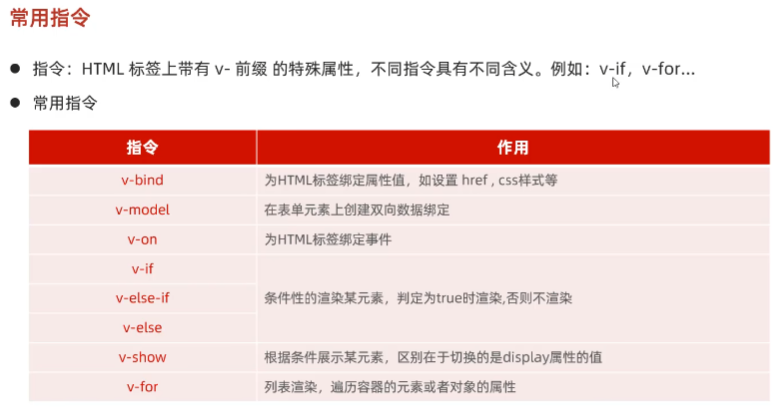 常用指令
指令：HTML 标签上带有 v- 前缀 的特殊属性，不同指令具有不同含义。例如：v-if，v-for...
常用指令
指令 作用
v-bind 为HTML标签绑定属性值，如设置 href , css样式等
v-model 在表单元素上创建双向数据绑定
v-on 为HTML标签绑定事件
v-if
v-else-if 条件性的渲染某元素，判定为true时渲染,否则不渲染
v-else
v-show 根据条件展示某元素，区别在于切换的是display属性的值
v-for 列表渲染，遍历容器的元素或者对象的属性